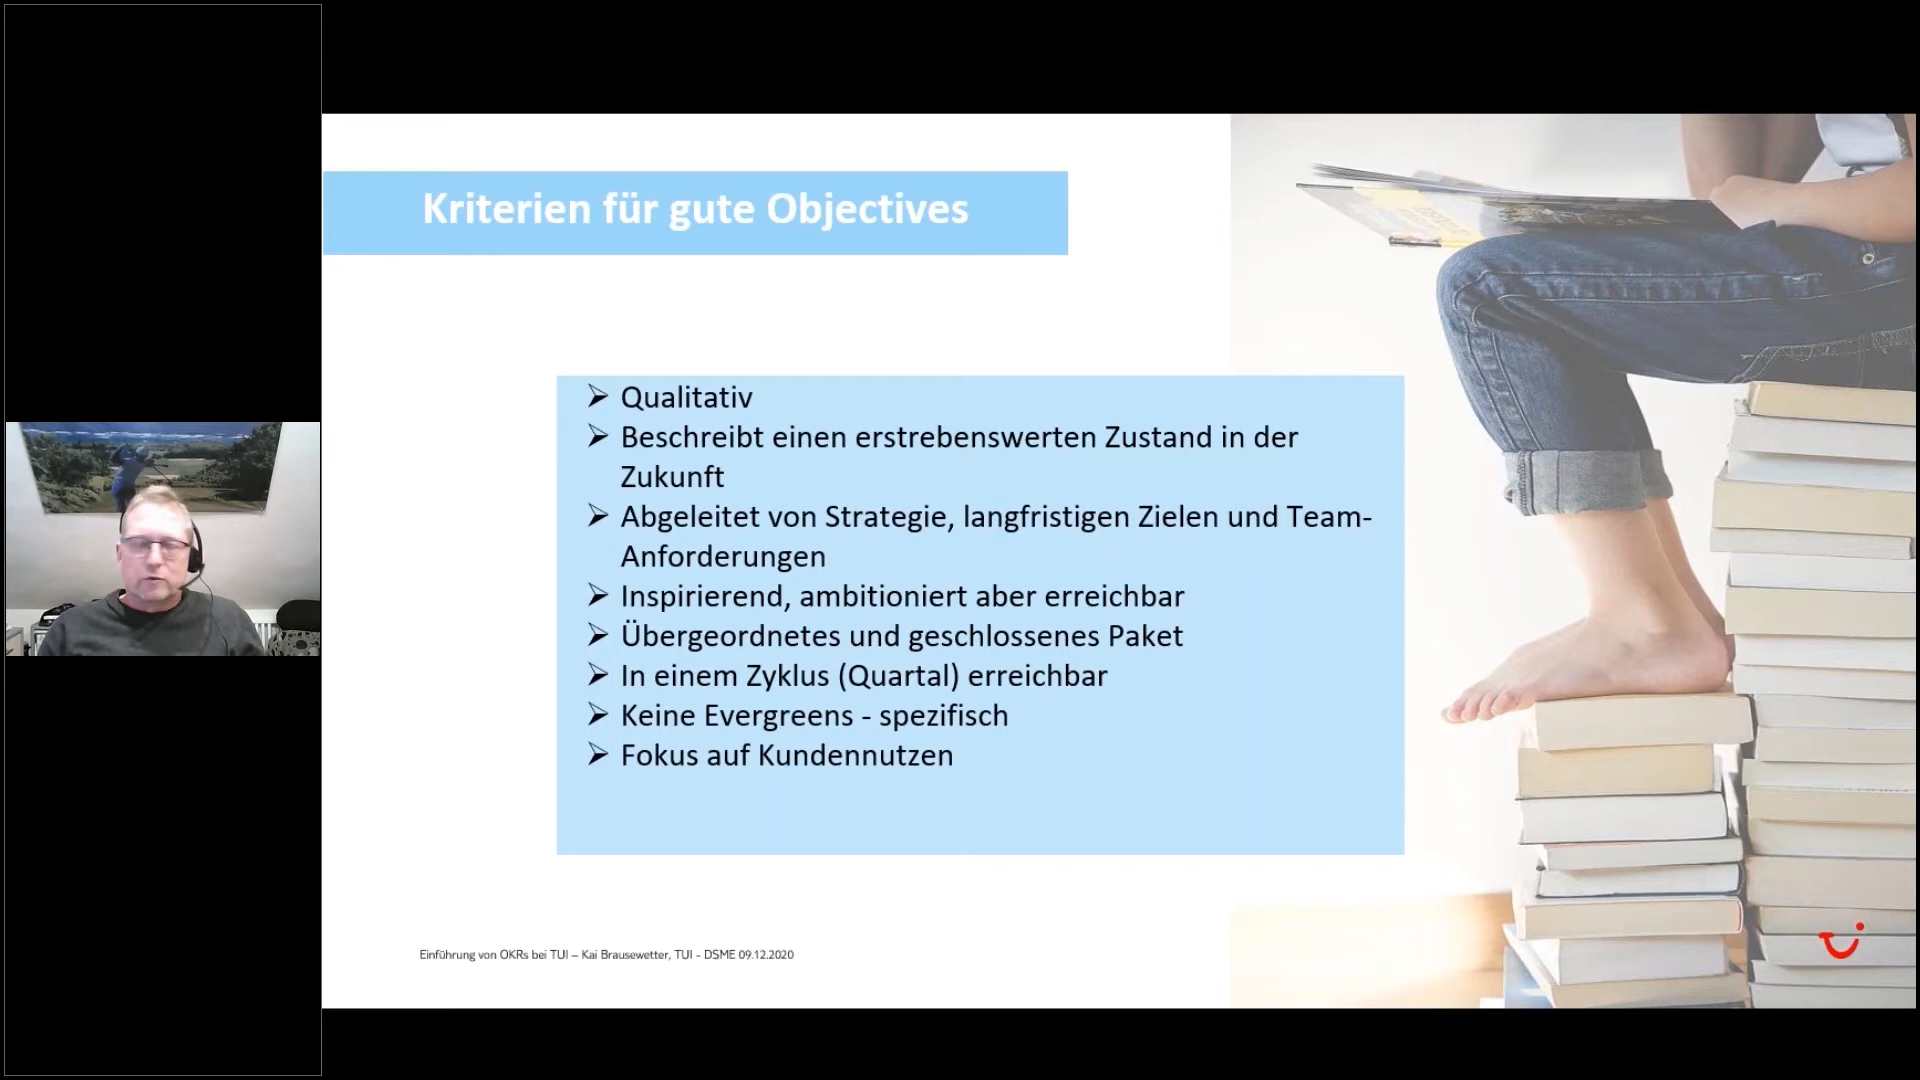 Kriterien für gute Objectives
➢ Qualitativ
➢ Beschreibt einen erstrebenswerten Zustand in der
Zukunft
➢ Abgeleitet von Strategie, langfristigen Zielen und Team-
Anforderungen
➢ Inspirierend, ambitioniert aber erreichbar
➢ Übergeordnetes und geschlossenes Paket
➢ In einem Zyklus (Quartal) erreichbar
➢ Keine Evergreens - spezifisch
➢ Fokus auf Kundennutzen
Einführung von OKRs bei TUI – Kai Brausewetter, TUI - DSME 09.12.2020